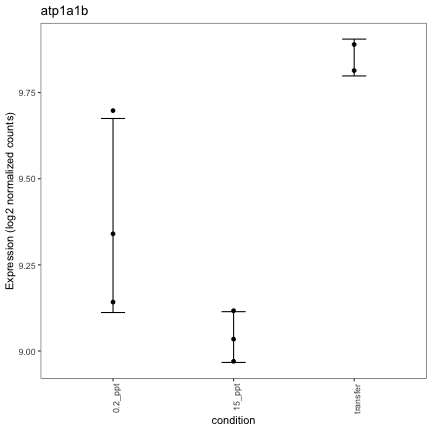 atp1a1b
Expression (log2 normalized counts)
9.75
9.50
9.25
9.00
0.2_ppt
15_ppt
transfer
condition